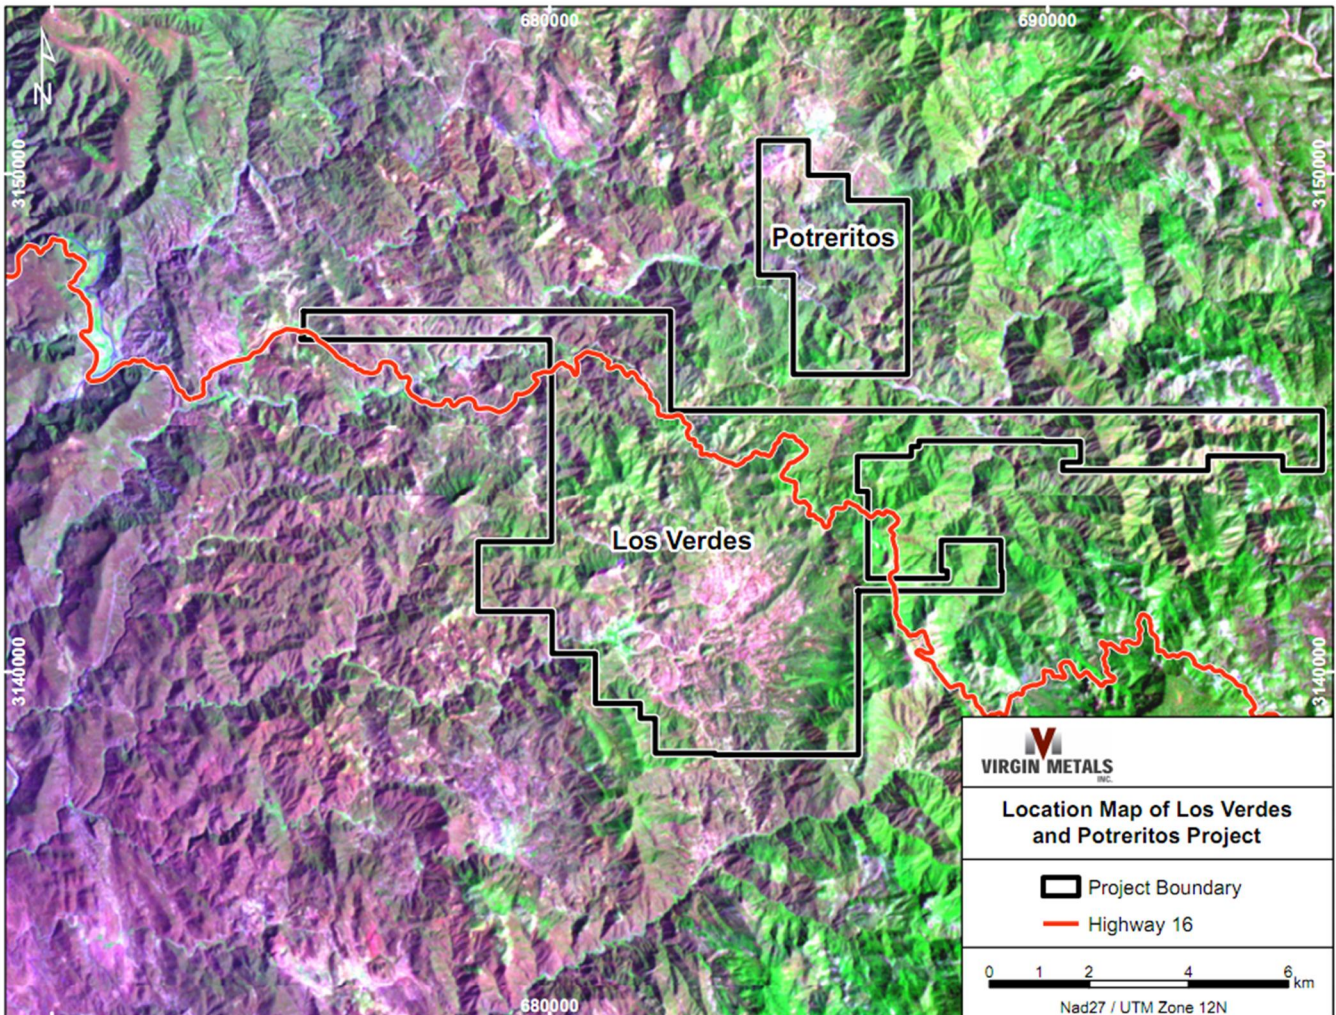 680000
690000
N
3150000
3150000
Potreritos
Los Verdes
3140000
3140000
VIRGIN METALS
INC.
Location Map of Los Verdes
and Potreritos Project
Project Boundary
Highway 16
0 1 2 4 6
km
Nad27 / UTM Zone 12N
680000